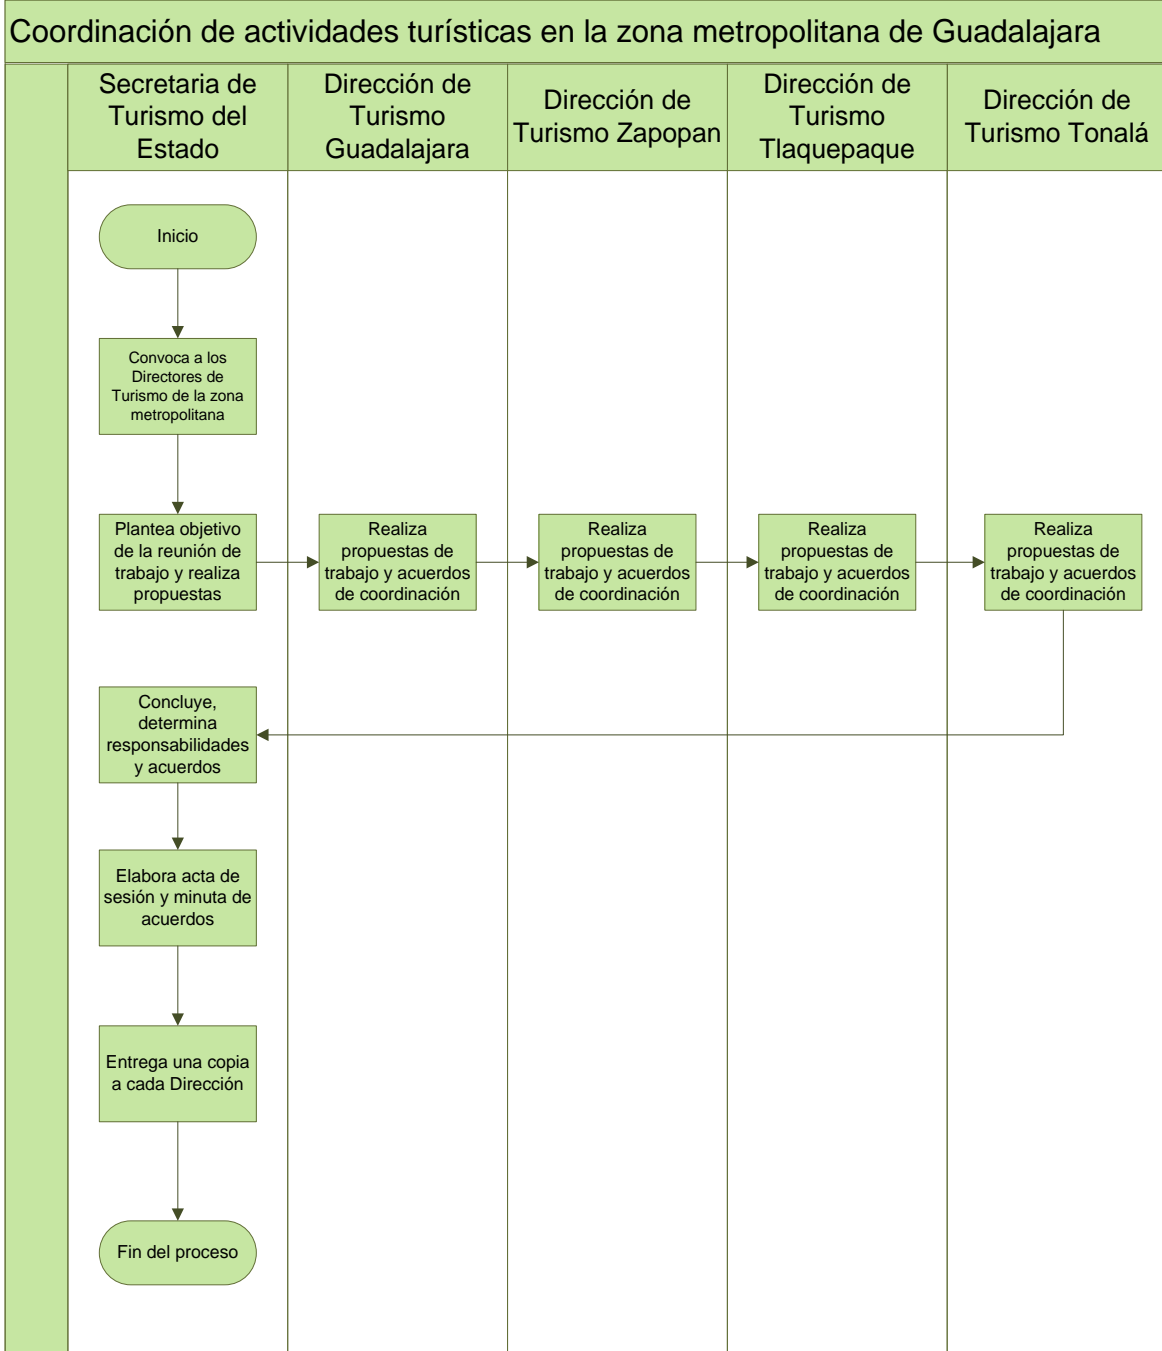 Coordinación de actividades turísticas en la zona metropolitana de Guadalajara
Secretaria de
Turismo del
Estado
Dirección de
Turismo
Guadalajara
Dirección de
Turismo Zapopan
Dirección de
Turismo
Tlaquepaque
Dirección de
Turismo Tonalá
Inicio
Convoca a los
Directores de
Turismo de la zona
metropolitana
Plantea objetivo
de la reunión de
trabajo y realiza
propuestas
Realiza
propuestas de
trabajo y acuerdos
de coordinación
Realiza
propuestas de
trabajo y acuerdos
de coordinación
Realiza
propuestas de
trabajo y acuerdos
de coordinación
Realiza
propuestas de
trabajo y acuerdos
de coordinación
Concluye,
determina
responsabilidades
y acuerdos
Elabora acta de
sesión y minuta de
acuerdos
Entrega una copia
a cada Dirección
Fin del proceso